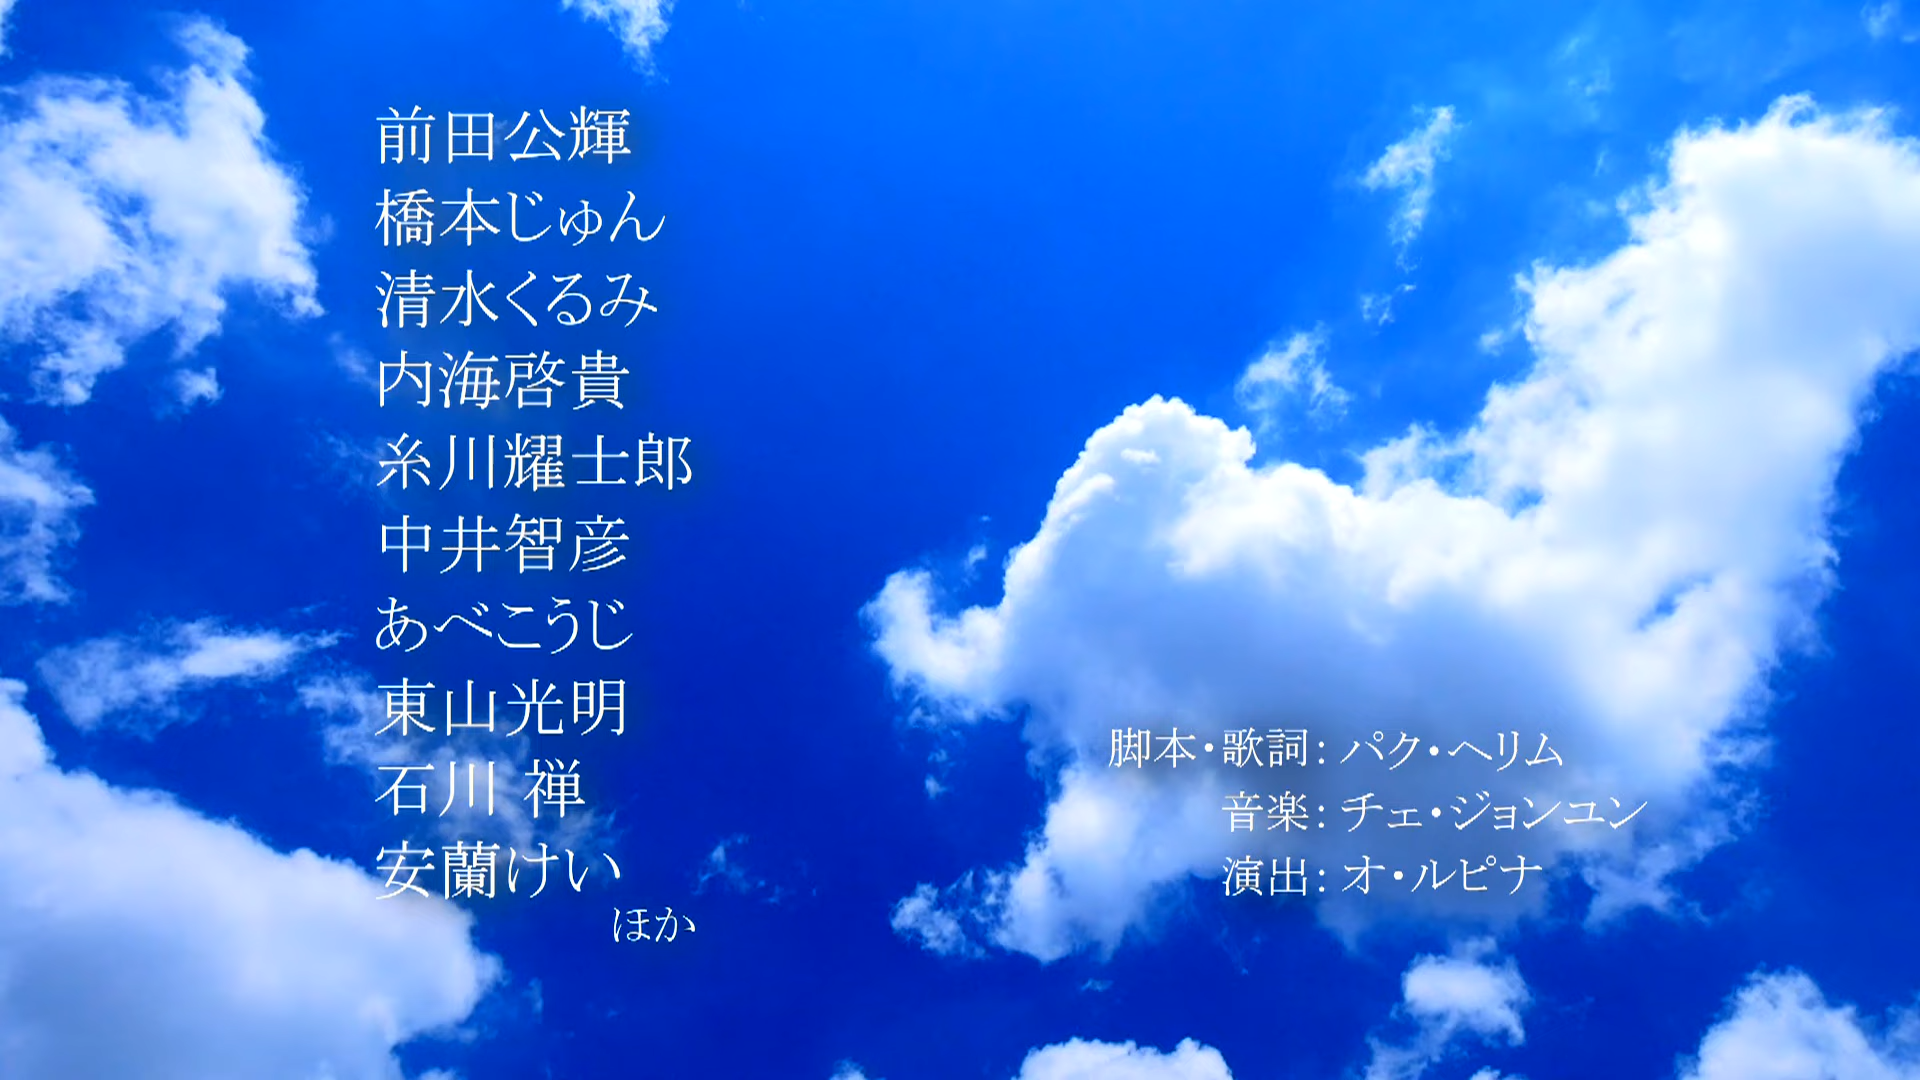 前田公輝
橋本じゅん
清水くるみ
内海啓貴
糸川耀士郎
中井智彦
あべこうじ
東山光明
石川 禅
安蘭けい
ほか
脚本・歌詞：パク・ヘリム
音楽：チェ・ジョンユン
演出：オ・ルピナ